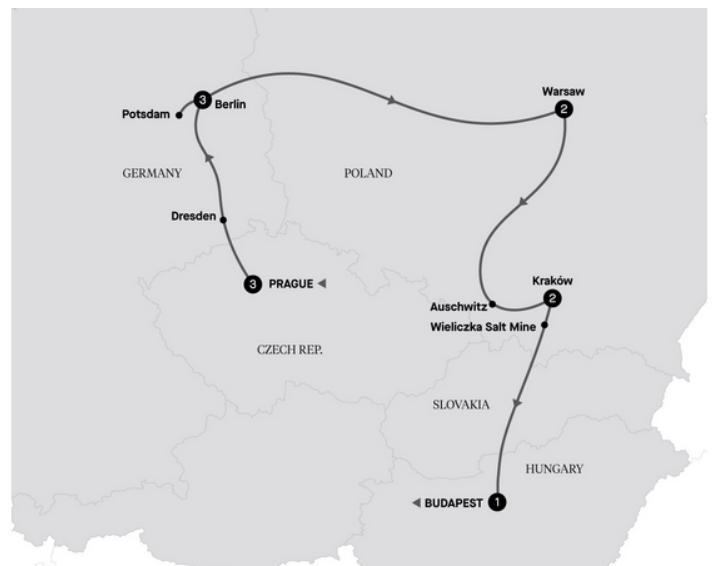 Warsaw
3
Berlin
2
Potsdam
GERMANY
POLAND
Dresden
Kraków
3
PRAGUE
2
Auschwitz
Wieliczka Salt Mine
CZECH REP.
SLOVAKIA
HUNGARY
BUDAPEST
1